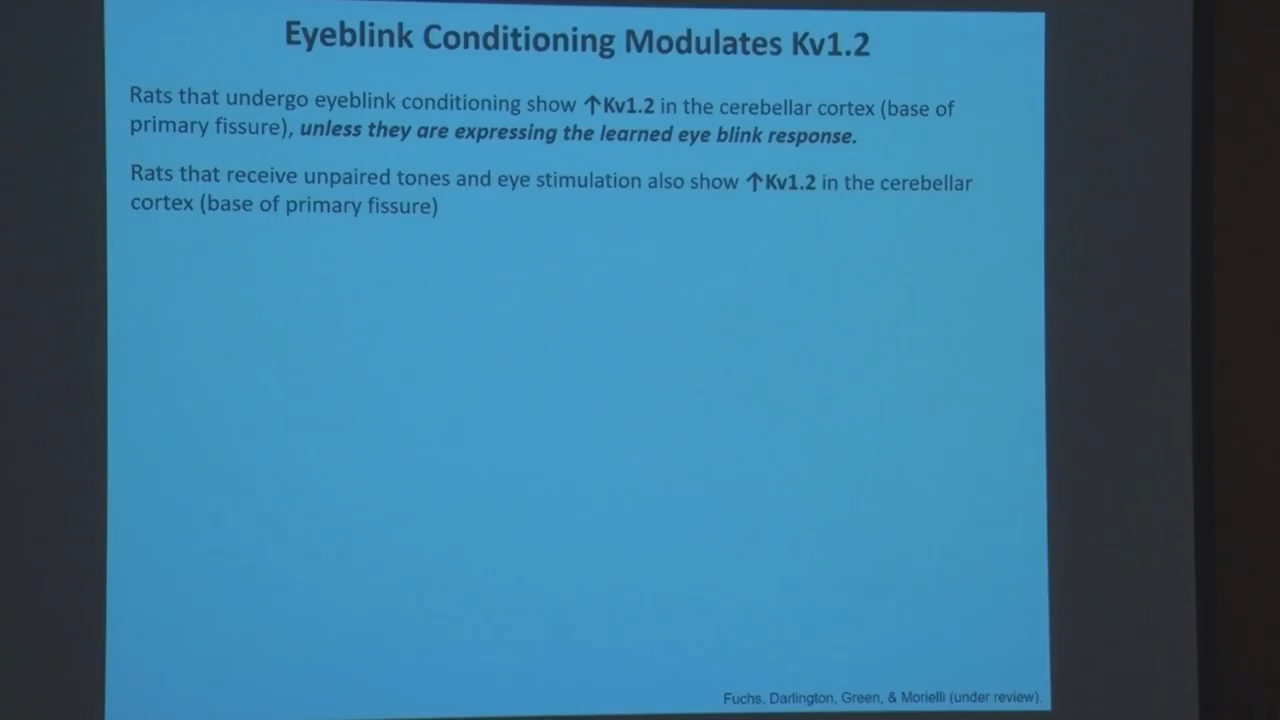 Eyeblink Conditioning Modulates Kv1.2
Rats that undergo eyeblink conditioning show ↑Kv1.2 in the cerebellar cortex (base of
primary fissure), unless they are expressing the learned eye blink response.
Rats that receive unpaired tones and eye stimulation also show ↑Kv1.2 in the cerebellar
cortex (base of primary fissure)
Fuchs, Darlington, Green, & Morielli (under review).